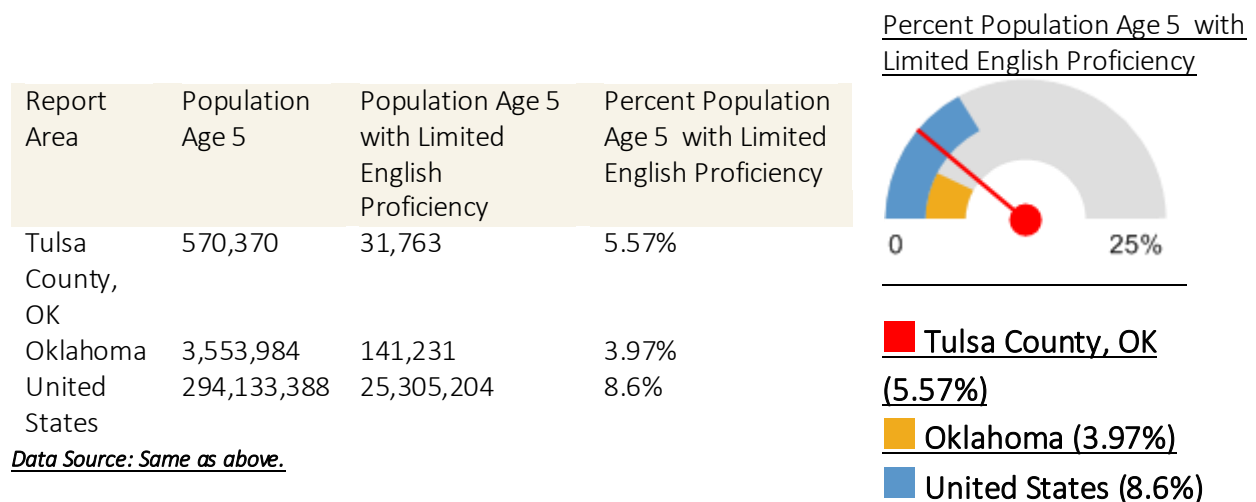 Percent Population Age 5  with
Limited English Proficiency
Report Area	Population Age 5	Population Age 5 with Limited English Proficiency	Percent Population Age 5  with Limited English Proficiency
Tulsa County, OK	570,370	31,763	5.57%
Oklahoma	3,553,984	141,231	3.97%
United States	294,133,388	25,305,204	8.6%
Data Source: Same as above.
0
25%
Tulsa County, OK
(5.57%)
Oklahoma (3.97%)
United States (8.6%)